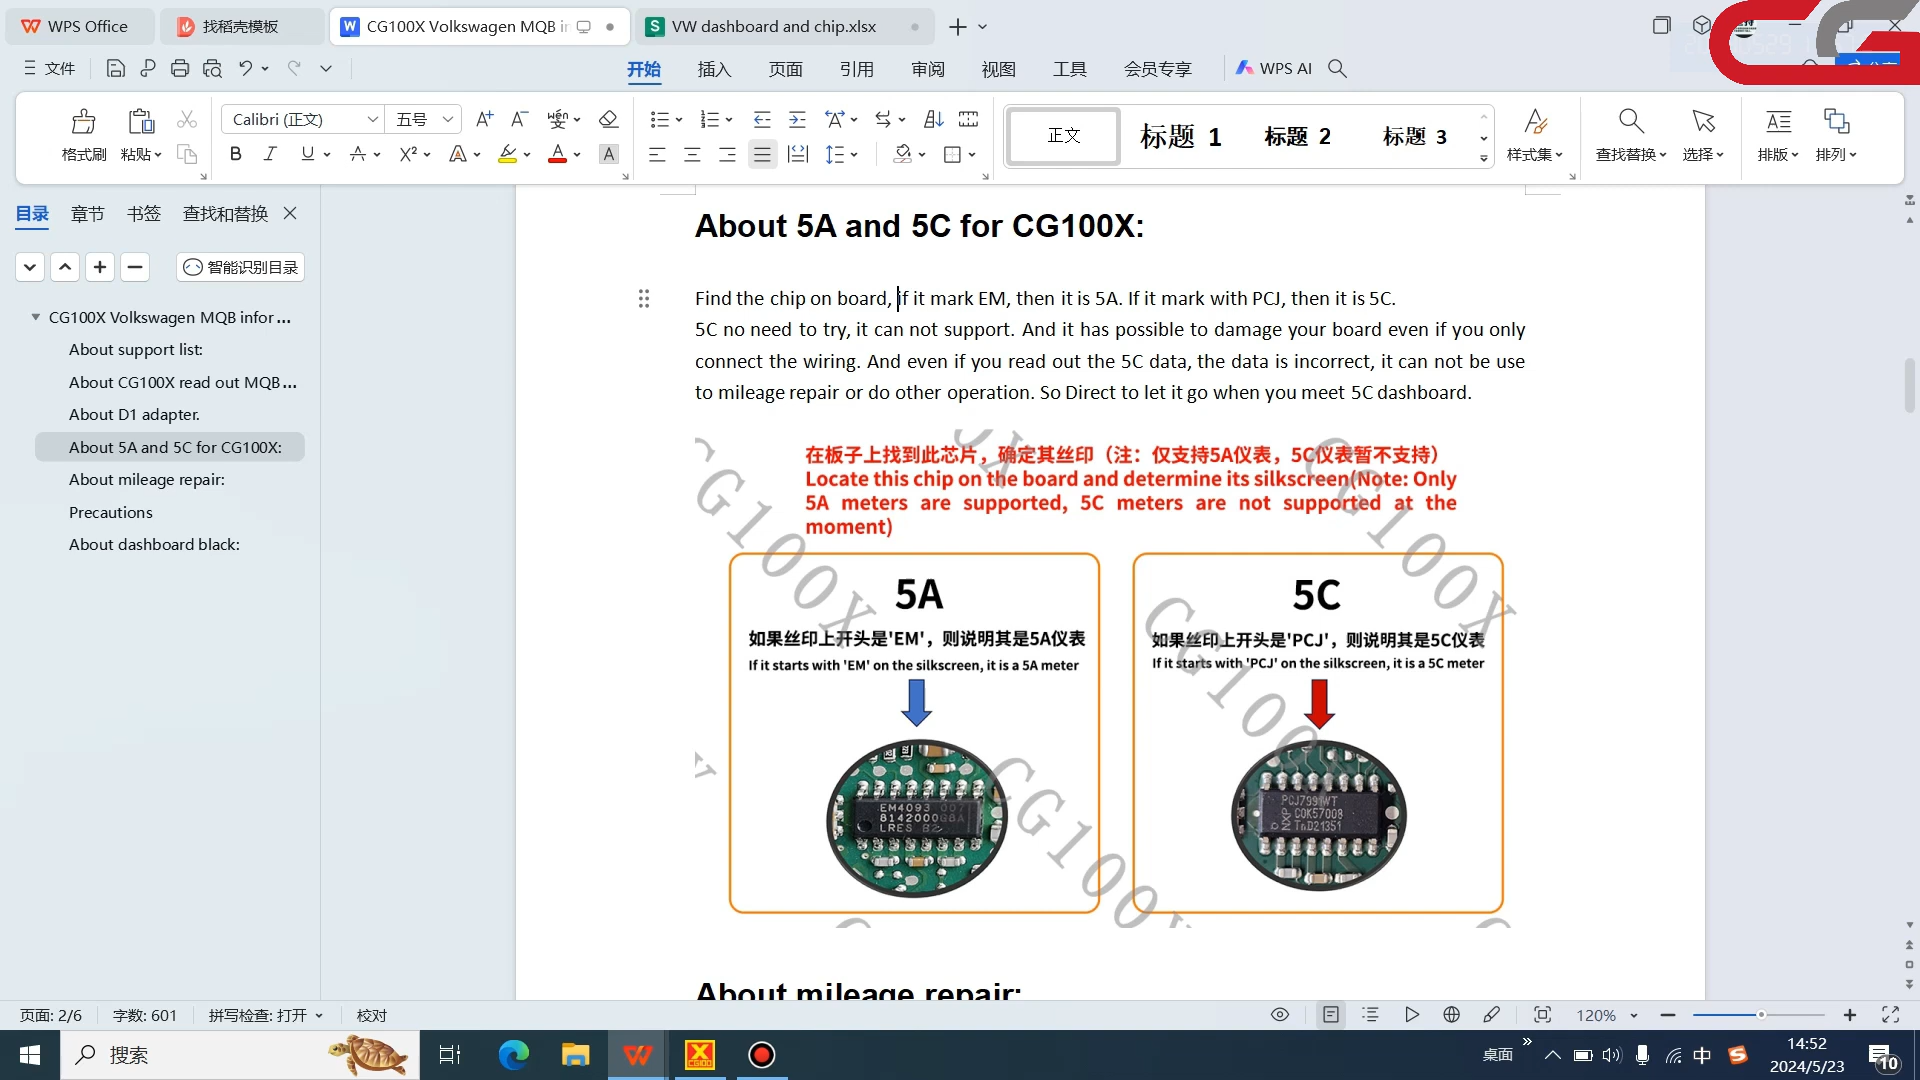 WPS Office
找稻壳模板
CG100X Volkswagen MQB in
VW dashboard and chip.xlsx
文件
开始
插入
页面
引用
审阅
视图
工具
会员专享
WPS AI
CG
格式刷
粘贴
Calibri (正文)
五号
正文
标题 1
标题 2
标题 3
样式集
查找替换
选择
排版
排列
目录
章节
书签
查找和替换
智能识别目录
CG100X Volkswagen MQB infor...
About support list:
About CG100X read out MQB...
About D1 adapter.
About 5A and 5C for CG100X:
About mileage repair:
Precautions
About dashboard black:
About 5A and 5C for CG100X:
Find the chip on board, if it mark EM, then it is 5A. If it mark with PCJ, then it is 5C.
5C no need to try, it can not support. And it has possible to damage your board even if you only
connect the wiring. And even if you read out the 5C data, the data is incorrect, it can not be use
to mileage repair or do other operation. So Direct to let it go when you meet 5C dashboard.
在板子上找到此芯片，确定其丝印（注：仅支持5A仪表，5C仪表暂不支持）
Locate this chip on the board and determine its silkscreen(Note: Only
5A meters are supported, 5C meters are not supported at the
moment)
5A
如果丝印上开头是'EM'，则说明其是5A仪表
If it starts with 'EM' on the silkscreen, it is a 5A meter
EM4093 007
8142000G8A
LRES B2
5C
如果丝印上开头是'PCJ'，则说明其是5C仪表
If it starts with 'PCJ' on the silkscreen, it is a 5C meter
PCJ7991WT
C0K57008
TnD21351
NXP
CG100X
CG100X
CG100X
CG100X
About mileage repair:
页面: 2/6
字数: 601
拼写检查: 打开
校对
120%
搜索
桌面
中
14:52
2024/5/23
10